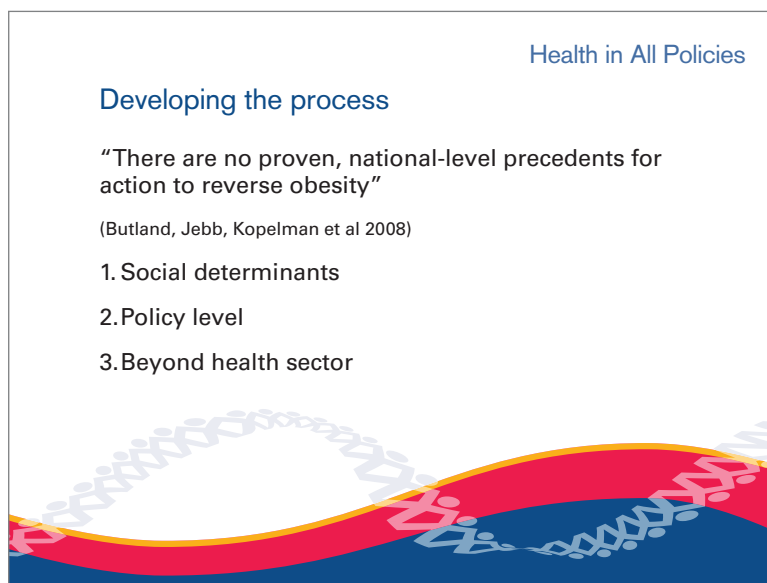 Health in All Policies
Developing the process
“There are no proven, national-level precedents for
action to reverse obesity”
(Butland, Jebb, Kopelman et al 2008)
1. Social determinants
2. Policy level
3. Beyond health sector